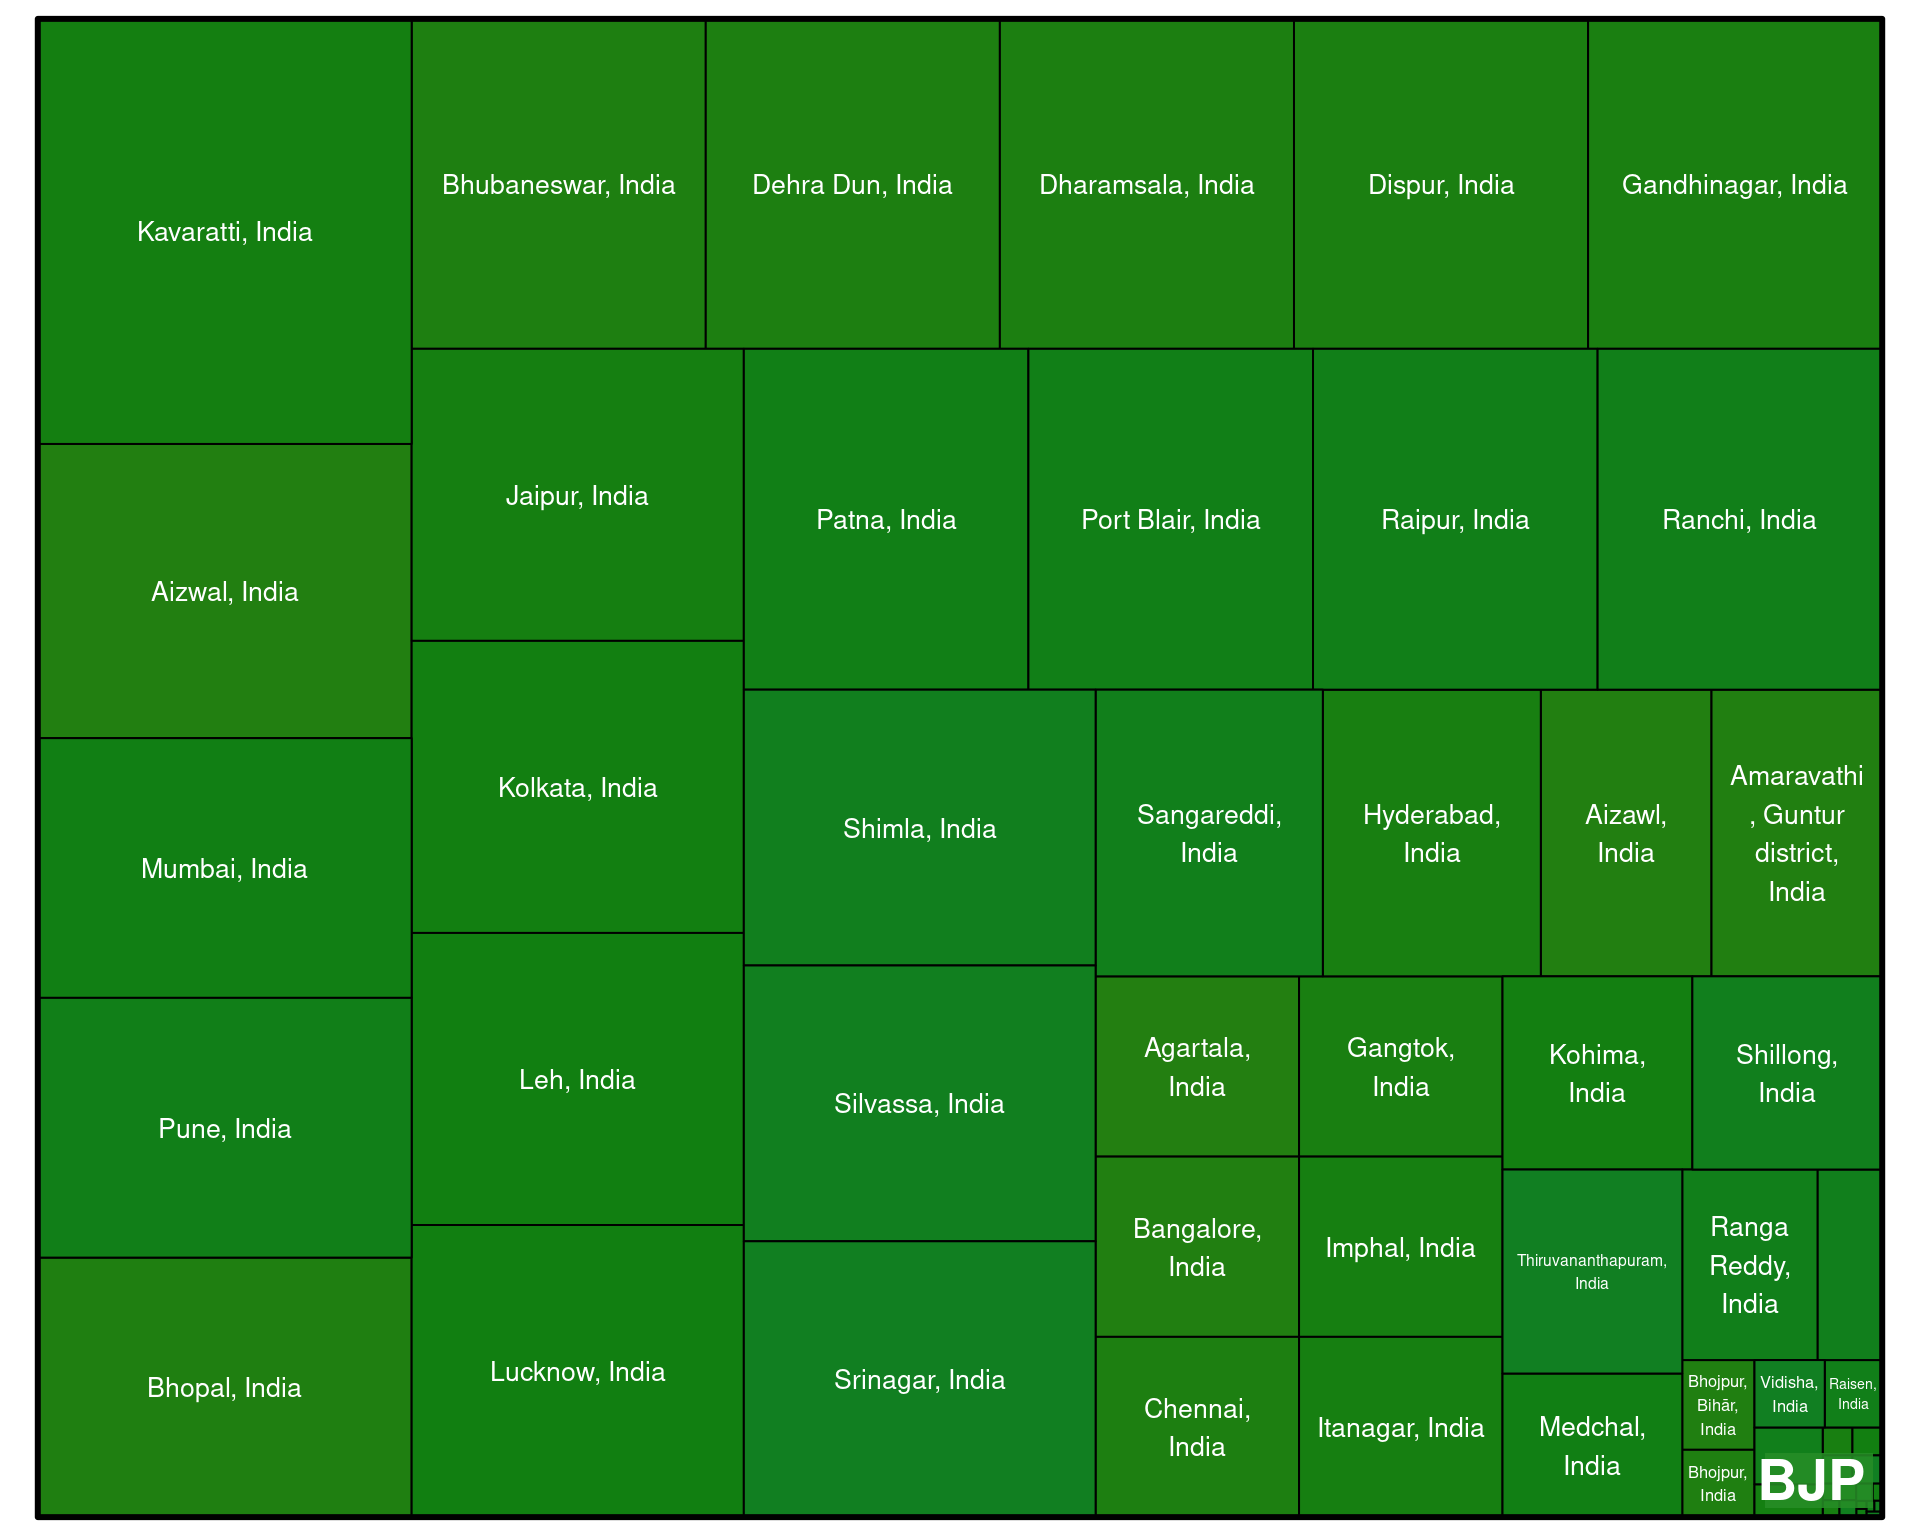 Kavaratti, India
Bhubaneswar, India
Dehra Dun, India
Dharamsala, India
Dispur, India
Gandhinagar, India
Jaipur, India
Patna, India
Port Blair, India
Raipur, India
Ranchi, India
Aizwal, India
Mumbai, India
Kolkata, India
Shimla, India
Sangareddi,
India
Hyderabad,
India
Aizawl,
India
Amaravathi
, Guntur
district,
India
Pune, India
Leh, India
Silvassa, India
Agartala,
India
Gangtok,
India
Kohima,
India
Shillong,
India
Bangalore,
India
Imphal, India
Thiruvananthapuram,
India
Ranga
Reddy,
India
Bhopal, India
Lucknow, India
Srinagar, India
Chennai,
India
Itanagar, India
Medchal,
India
Bhojpur,
Bihār,
India
Vidisha,
India
Raisen,
India
Bhojpur,
India
BJP